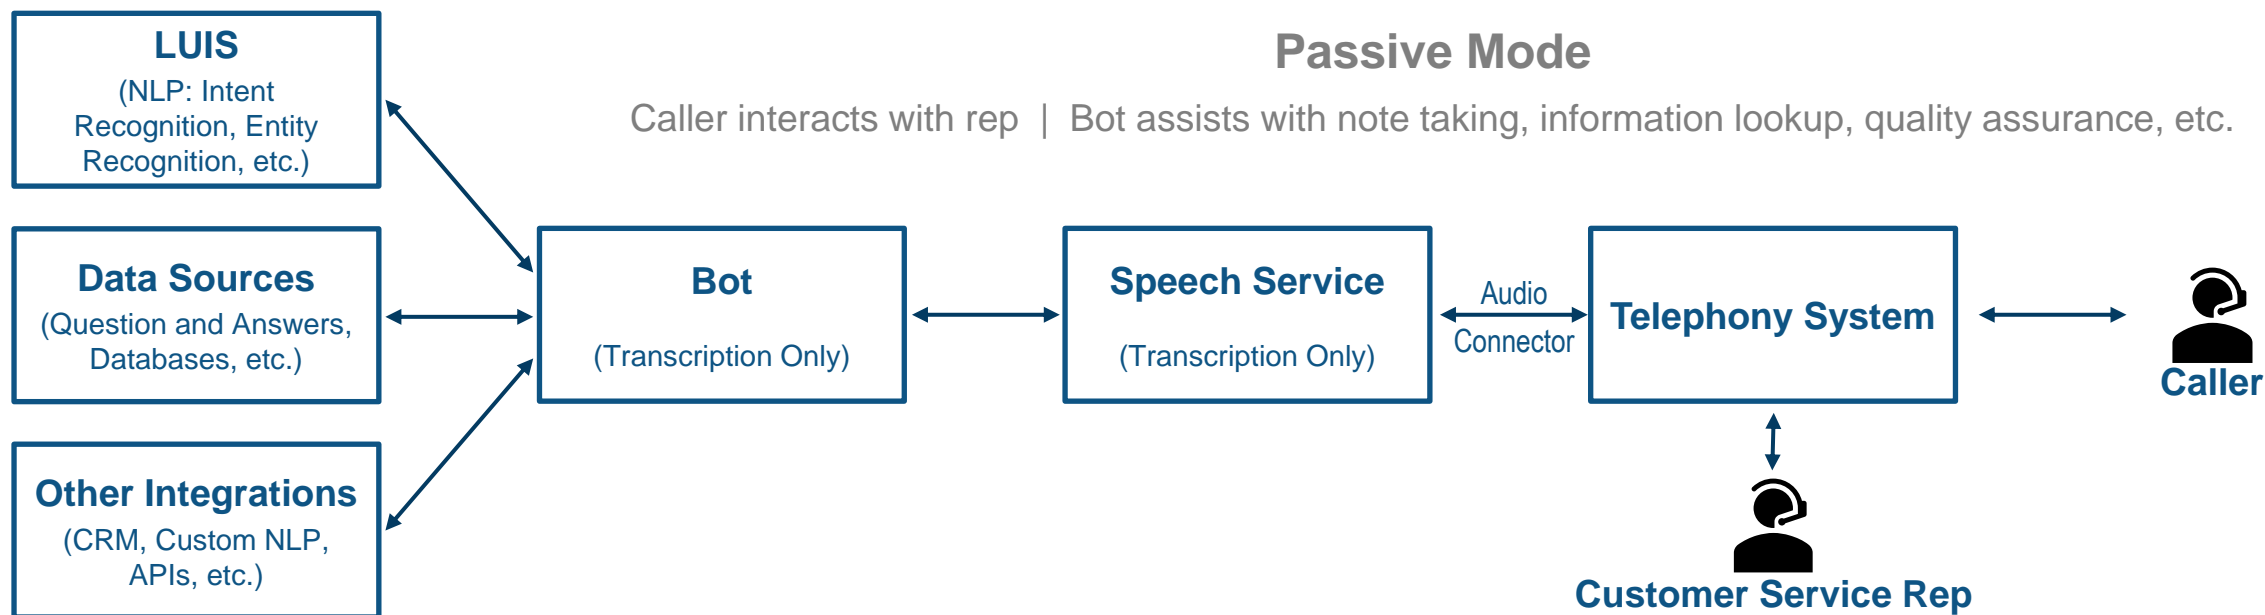 LUIS
(NLP: Intent
Recognition, Entity
Recognition, etc.)
Passive Mode
Caller interacts with rep | Bot assists with note taking, information lookup, quality assurance, etc.
Data Sources
(Question and Answers,
Databases, etc.)
Bot
(Transcription Only)
Speech Service
(Transcription Only)
Audio
Connector
Telephony System
Caller
Other Integrations
(CRM, Custom NLP,
APIs, etc.)
Customer Service Rep